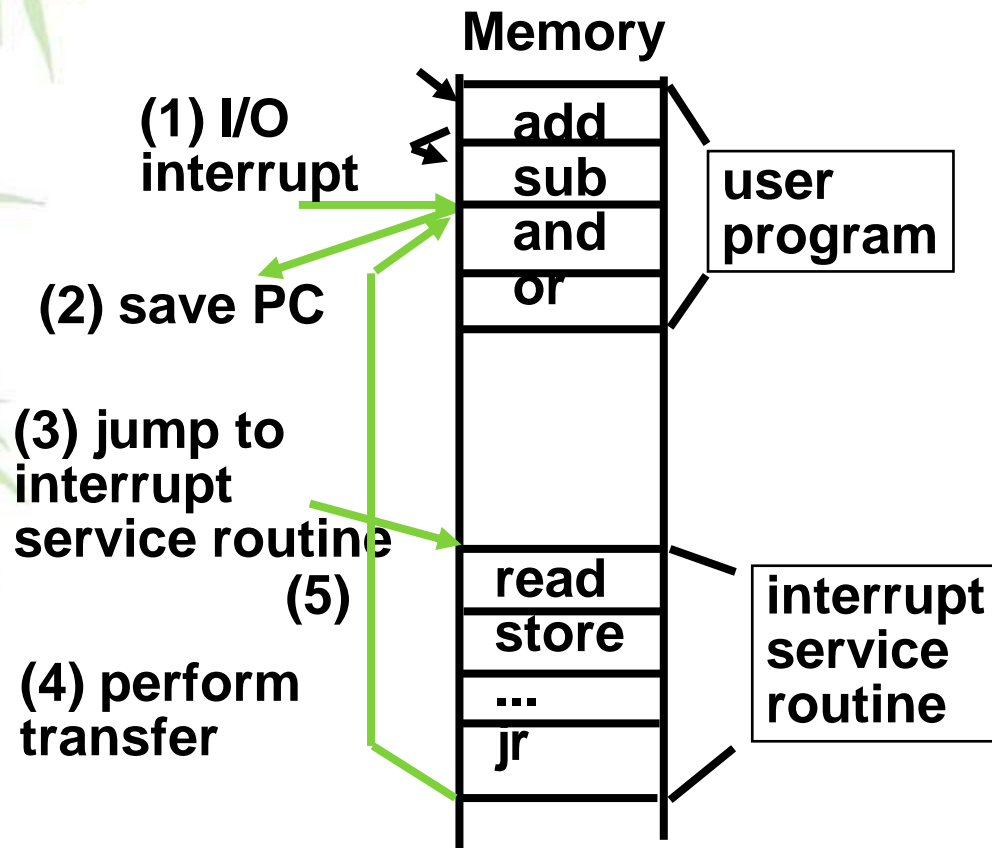 Memory
(1) I/O
interrupt
add
sub
and
or
user
program
(2) save PC
(3) jump to
interrupt
service routine
(5)
read
store
...
jr
interrupt
service
routine
(4) perform
transfer